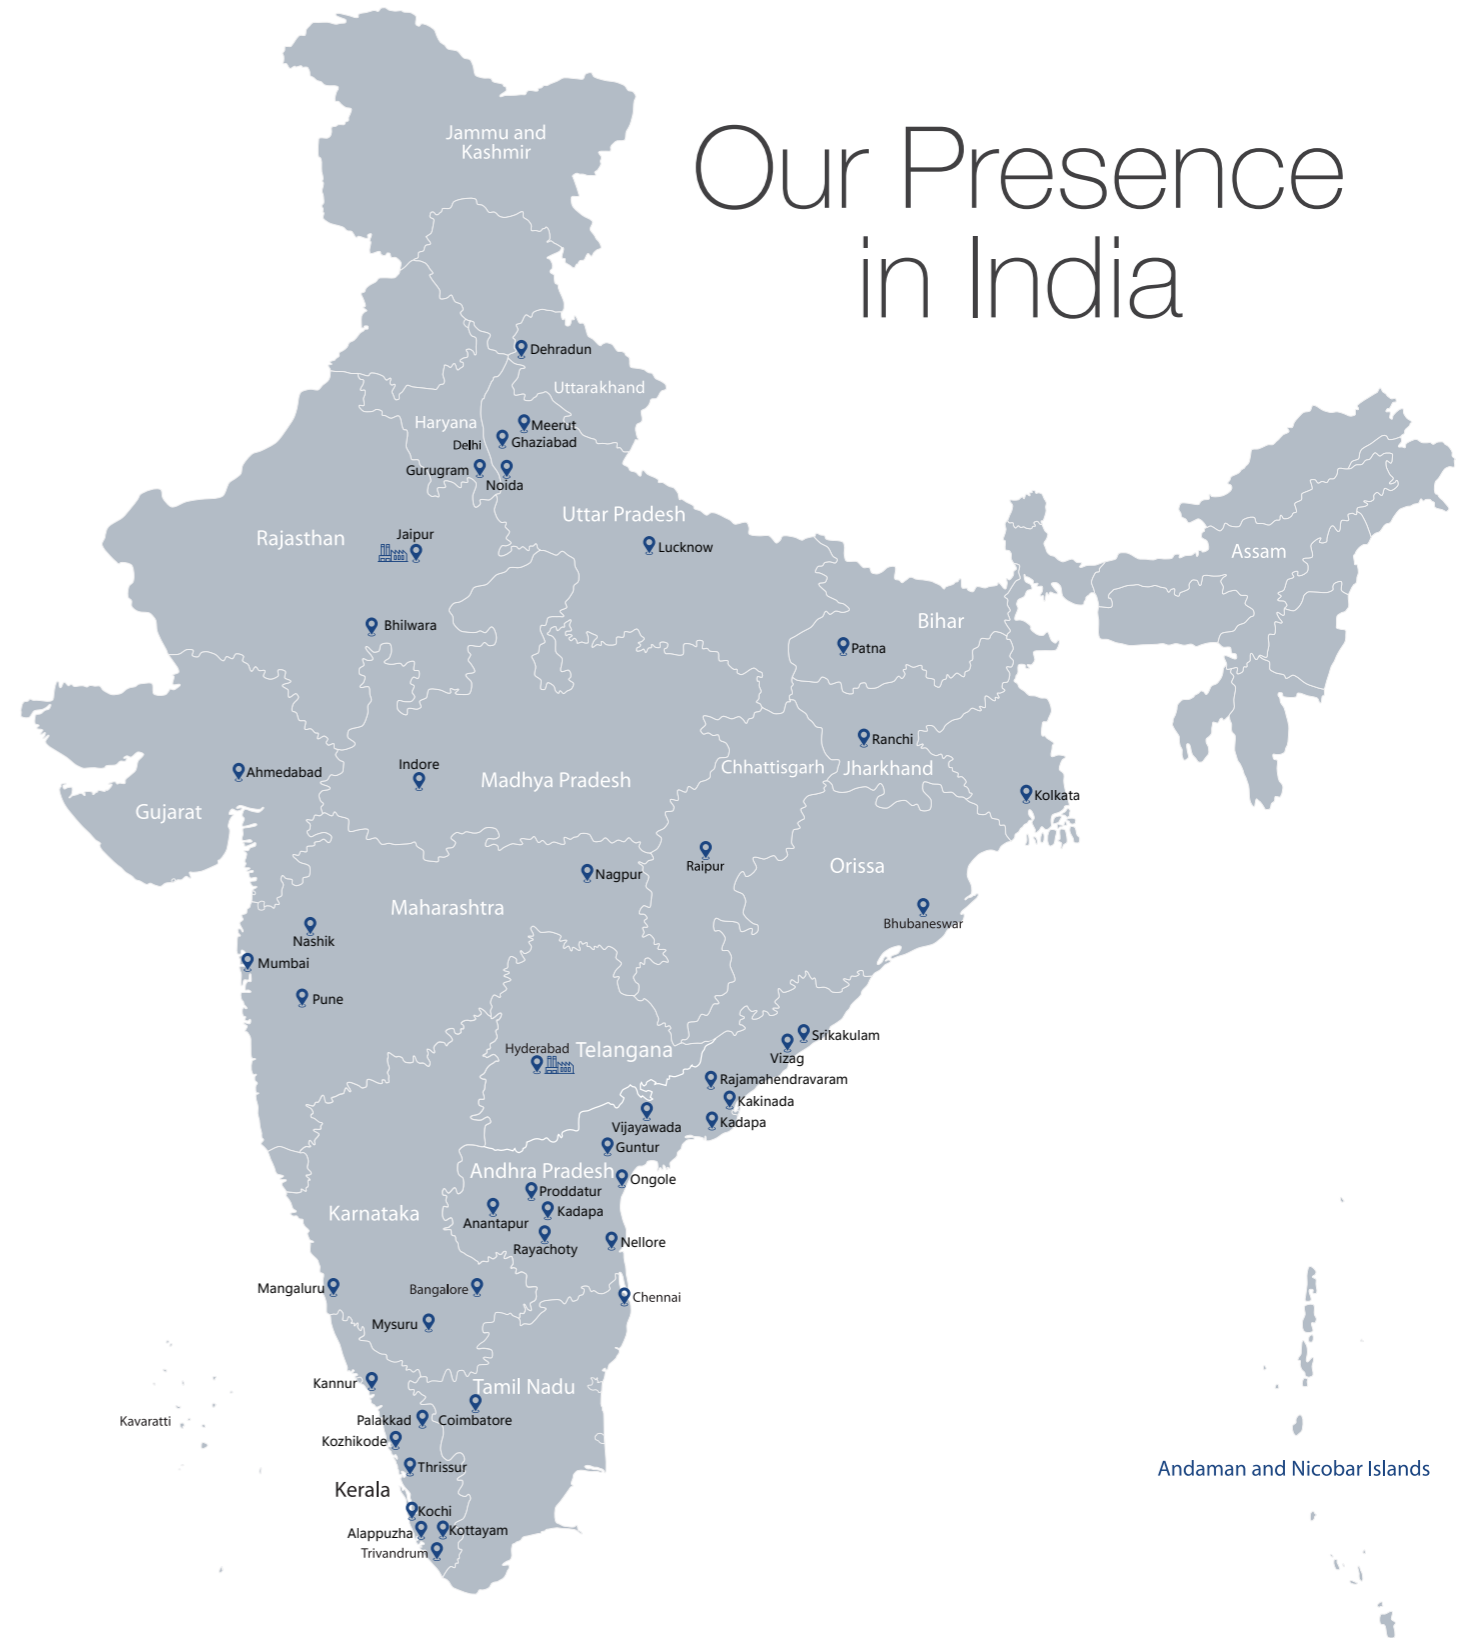 Our Presence
in India
Jammu and
Kashmir
Dehradun
Uttarakhand
Haryana
Meerut
Delhi
Ghaziabad
Gurugram
Noida
Uttar Pradesh
Rajasthan
Jaipur
Lucknow
Assam
Bhilwara
Bihar
Patna
Ranchi
Ahmedabad
Indore
Madhya Pradesh
Chhattisgarh
Jharkhand
Kolkata
Gujarat
Raipur
Orissa
Nagpur
Maharashtra
Bhubaneswar
Nashik
Mumbai
Pune
Srikakulam
Hyderabad
Telangana
Vizag
Rajamahendravaram
Kakinada
Vijayawada
Kadapa
Guntur
Andhra Pradesh
Ongole
Proddatur
Karnataka
Anantapur
Kadapa
Rayachoty
Nellore
Mangaluru
Bangalore
Chennai
Mysuru
Kannur
Tamil Nadu
Kavaratti
Palakkad
Coimbatore
Kozhikode
Thrissur
Andaman and Nicobar Islands
Kerala
Kochi
Alappuzha
Kottayam
Trivandrum